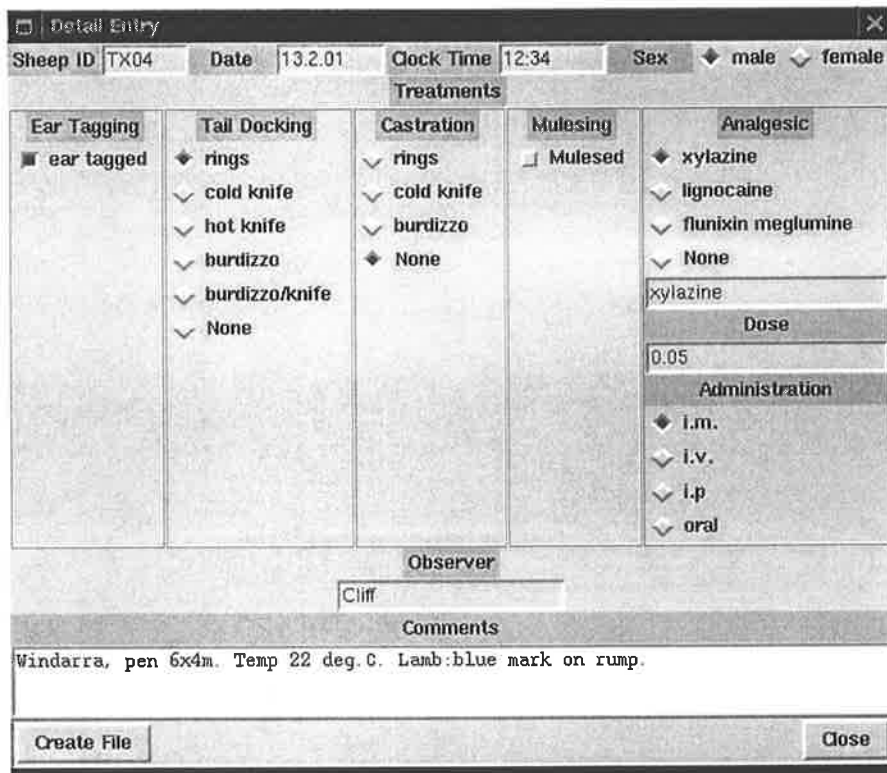 Detail Entry
Sheep ID TX04 Date 13.2.01 Clock Time 12:34 Sex male female
Treatments
Ear Tagging Tail Docking Castration Mulesing Analgesic
ear tagged rings rings Mulesed xylazine
cold knife cold knife lignocaine
hot knife burdizzo flunixin meglumine
burdizzo None None
burdizzo/knife xylazine
None Dose
0.05
Administration
i.m.
i.v.
i.p
oral
Observer
Cliff
Comments
Windarra, pen 6x4m. Temp 22 deg.C. Lamb:blue mark on rump.
Create File Close